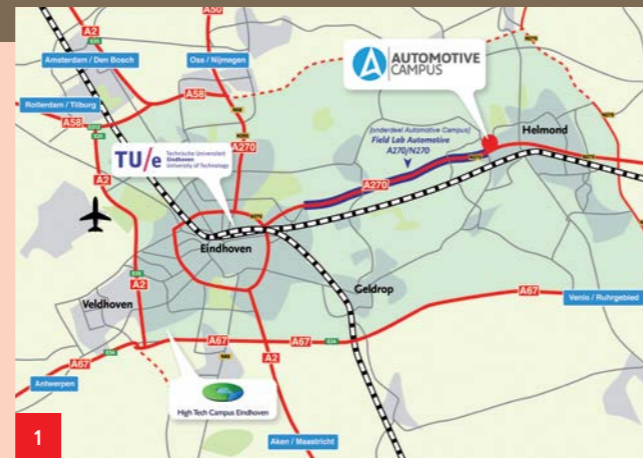 A2
A50
Amsterdam / Den Bosch
Oss / Nijmegen
Rotterdam / Tilburg
A58
A58
A AUTOMOTIVE
CAMPUS
(onderdeel Automotive Campus)
Field Lab Automotive
A270/N270
Helmond
TU/e Technische Universiteit
Eindhoven
University of Technology
A270
A270
A2
Eindhoven
Veldhoven
Geldrop
A2
A67
Venlo / Ruhrgebied
A67
A67
A67
A2
Antwerpen
High Tech Campus Eindhoven
Aken / Maastricht
1